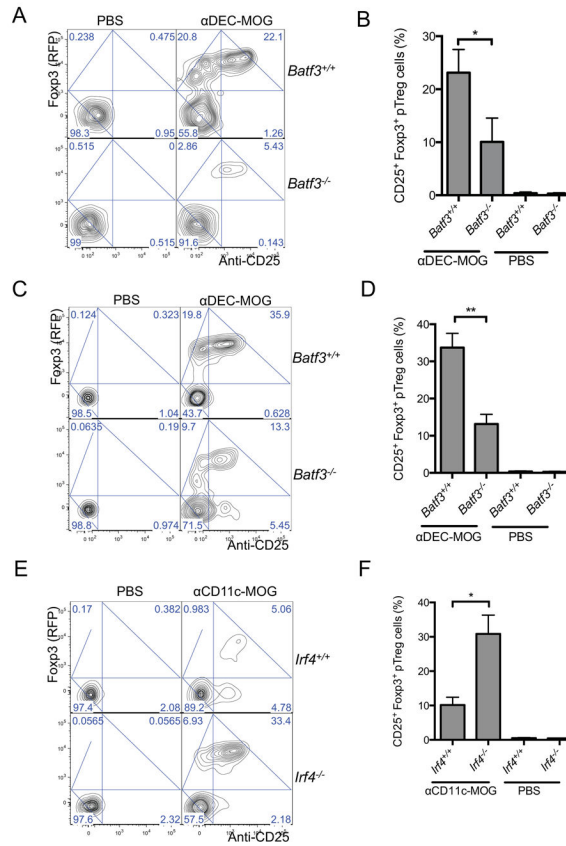 A
PBS
αDEC-MOG
Foxp3 (RFP)
0.238
0.475
20.8
22.1
98.3
0.95
55.8
1.26
Batf3+/+
0.515
0
2.86
5.43
99
0.515
91.6
0.143
Batf3-/-
0 10² 10³ 10⁴ 10⁵
Anti-CD25
B
CD25+ Foxp3+ pTreg cells (%)
30
20
10
0
*
Batf3+/+
Batf3-/-
Batf3+/+
Batf3-/-
αDEC-MOG
PBS
C
PBS
αDEC-MOG
Foxp3 (RFP)
0.124
0.323
19.8
35.9
98.5
1.04
43.7
0.628
Batf3+/+
0.0635
0.19
9.7
13.3
98.8
0.974
71.5
5.45
Batf3-/-
Anti-CD25
D
CD25+ Foxp3+ pTreg cells (%)
40
30
20
10
0
**
Batf3+/+
Batf3-/-
Batf3+/+
Batf3-/-
αDEC-MOG
PBS
E
PBS
αCD11c-MOG
Foxp3 (RFP)
0.17
0.382
0.983
5.06
97.4
2.08
89.2
4.78
Irf4+/+
0.0565
0.0565
6.93
33.4
97.6
2.32
57.5
2.18
Irf4-/-
Anti-CD25
F
CD25+ Foxp3+ pTreg cells (%)
40
30
20
10
0
*
Irf4+/+
Irf4-/-
Irf4+/+
Irf4-/-
αCD11c-MOG
PBS